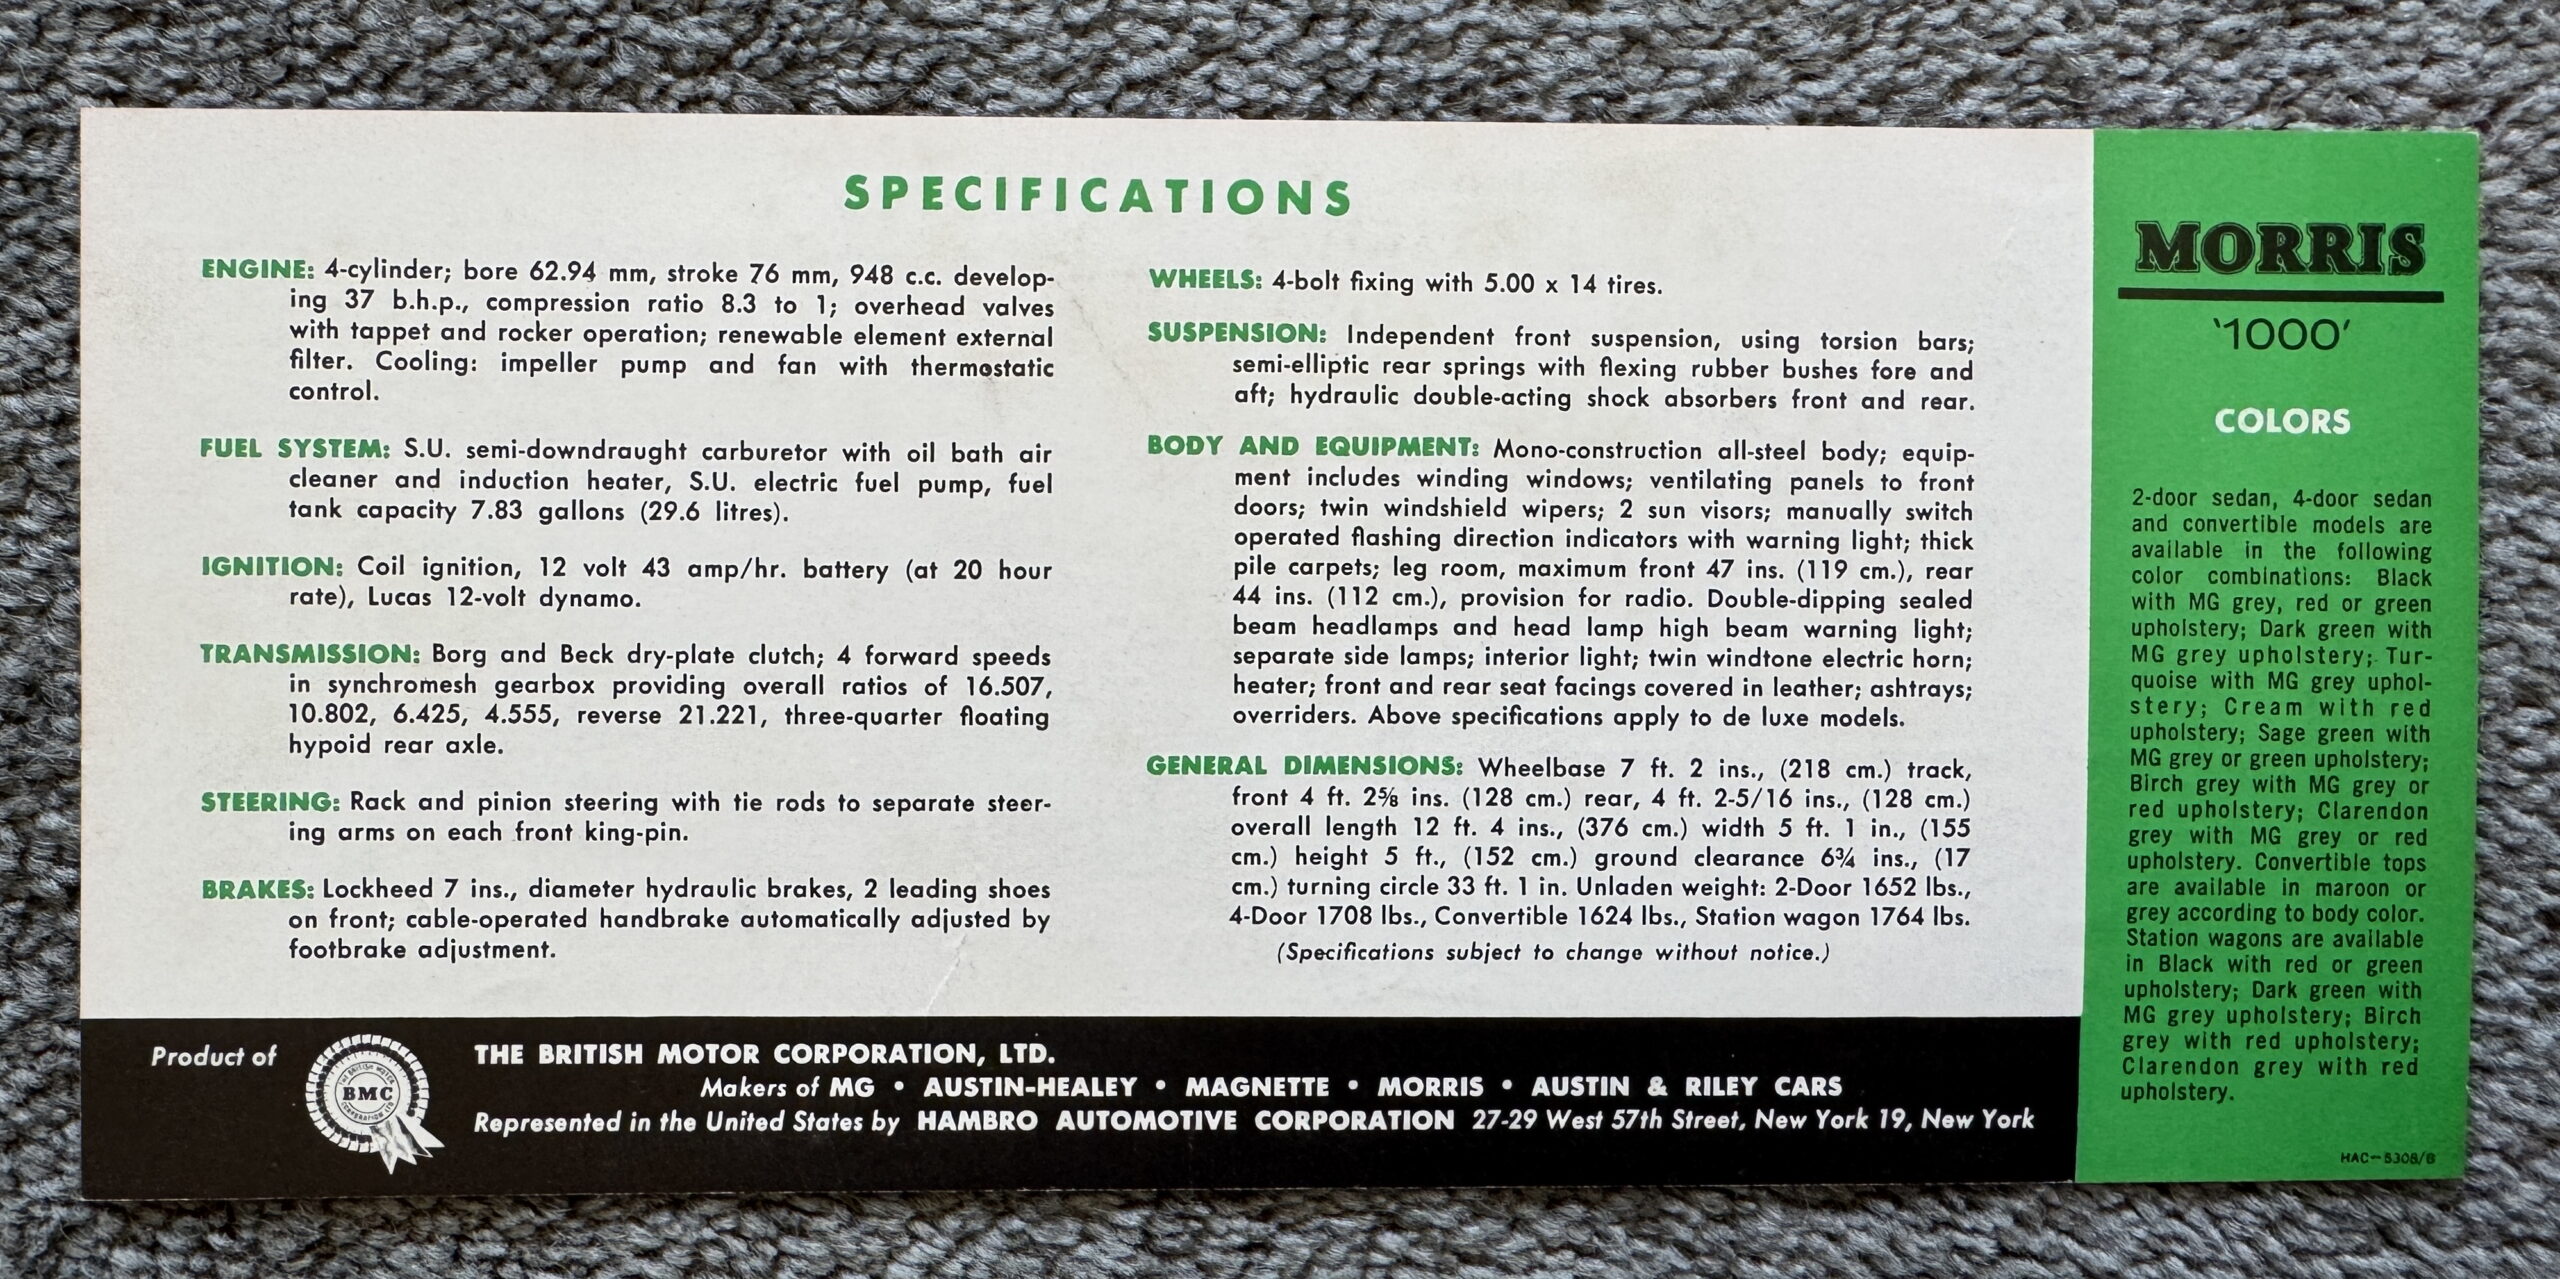 SPECIFICATIONS
ENGINE: 4-cylinder; bore 62.94 mm, stroke 76 mm, 948 c.c. develop-
ing 37 b.h.p., compression ratio 8.3 to 1; overhead valves
with tappet and rocker operation; renewable element external
filter. Cooling: impeller pump and fan with thermostatic
control.
FUEL SYSTEM: S.U. semi-downdraught carburetor with oil bath air
cleaner and induction heater, S.U. electric fuel pump, fuel
tank capacity 7.83 gallons (29.6 litres).
IGNITION: Coil ignition, 12 volt 43 amp/hr. battery (at 20 hour
rate), Lucas 12-volt dynamo.
TRANSMISSION: Borg and Beck dry-plate clutch; 4 forward speeds
in synchromesh gearbox providing overall ratios of 16.507,
10.802, 6.425, 4.555, reverse 21.221, three-quarter floating
hypoid rear axle.
STEERING: Rack and pinion steering with tie rods to separate steer-
ing arms on each front king-pin.
BRAKES: Lockheed 7 ins., diameter hydraulic brakes, 2 leading shoes
on front; cable-operated handbrake automatically adjusted by
footbrake adjustment.
WHEELS: 4-bolt fixing with 5.00 x 14 tires.
SUSPENSION: Independent front suspension, using torsion bars;
semi-elliptic rear springs with flexing rubber bushes fore and
aft; hydraulic double-acting shock absorbers front and rear.
BODY AND EQUIPMENT: Mono-construction all-steel body; equip-
ment includes winding windows; ventilating panels to front
doors; twin windshield wipers; 2 sun visors; manually switch
operated flashing direction indicators with warning light; thick
pile carpets; leg room, maximum front 47 ins. (119 cm.), rear
44 ins. (112 cm.), provision for radio. Double-dipping sealed
beam headlamps and head lamp high beam warning light;
separate side lamps; interior light; twin windtone electric horn;
heater; front and rear seat facings covered in leather; ashtrays;
overriders. Above specifications apply to de luxe models.
GENERAL DIMENSIONS: Wheelbase 7 ft. 2 ins., (218 cm.) track,
front 4 ft. 2⅝ ins. (128 cm.) rear, 4 ft. 2-5/16 ins., (128 cm.)
overall length 12 ft. 4 ins., (376 cm.) width 5 ft. 1 in., (155
cm.) height 5 ft., (152 cm.) ground clearance 6¾ ins., (17
cm.) turning circle 33 ft. 1 in. Unladen weight: 2-Door 1652 lbs.,
4-Door 1708 lbs., Convertible 1624 lbs., Station wagon 1764 lbs.
(Specifications subject to change without notice.)
Product of
BMC
THE BRITISH MOTOR CORPORATION, LTD.
Makers of MG • AUSTIN-HEALEY • MAGNETTE • MORRIS • AUSTIN & RILEY CARS
Represented in the United States by HAMBRO AUTOMOTIVE CORPORATION 27-29 West 57th Street, New York 19, New York
MORRIS
'1000'
COLORS
2-door sedan, 4-door sedan
and convertible models are
available in the following
color combinations: Black
with MG grey, red or green
upholstery; Dark green with
MG grey upholstery; Tur-
quoise with MG grey uphol-
stery; Cream with red
upholstery; Sage green with
MG grey or green upholstery;
Birch grey with MG grey or
red upholstery; Clarendon
grey with MG grey or red
upholstery. Convertible tops
are available in maroon or
grey according to body color.
Station wagons are available
in Black with red or green
upholstery; Dark green with
MG grey upholstery; Birch
grey with red upholstery;
Clarendon grey with red
upholstery.